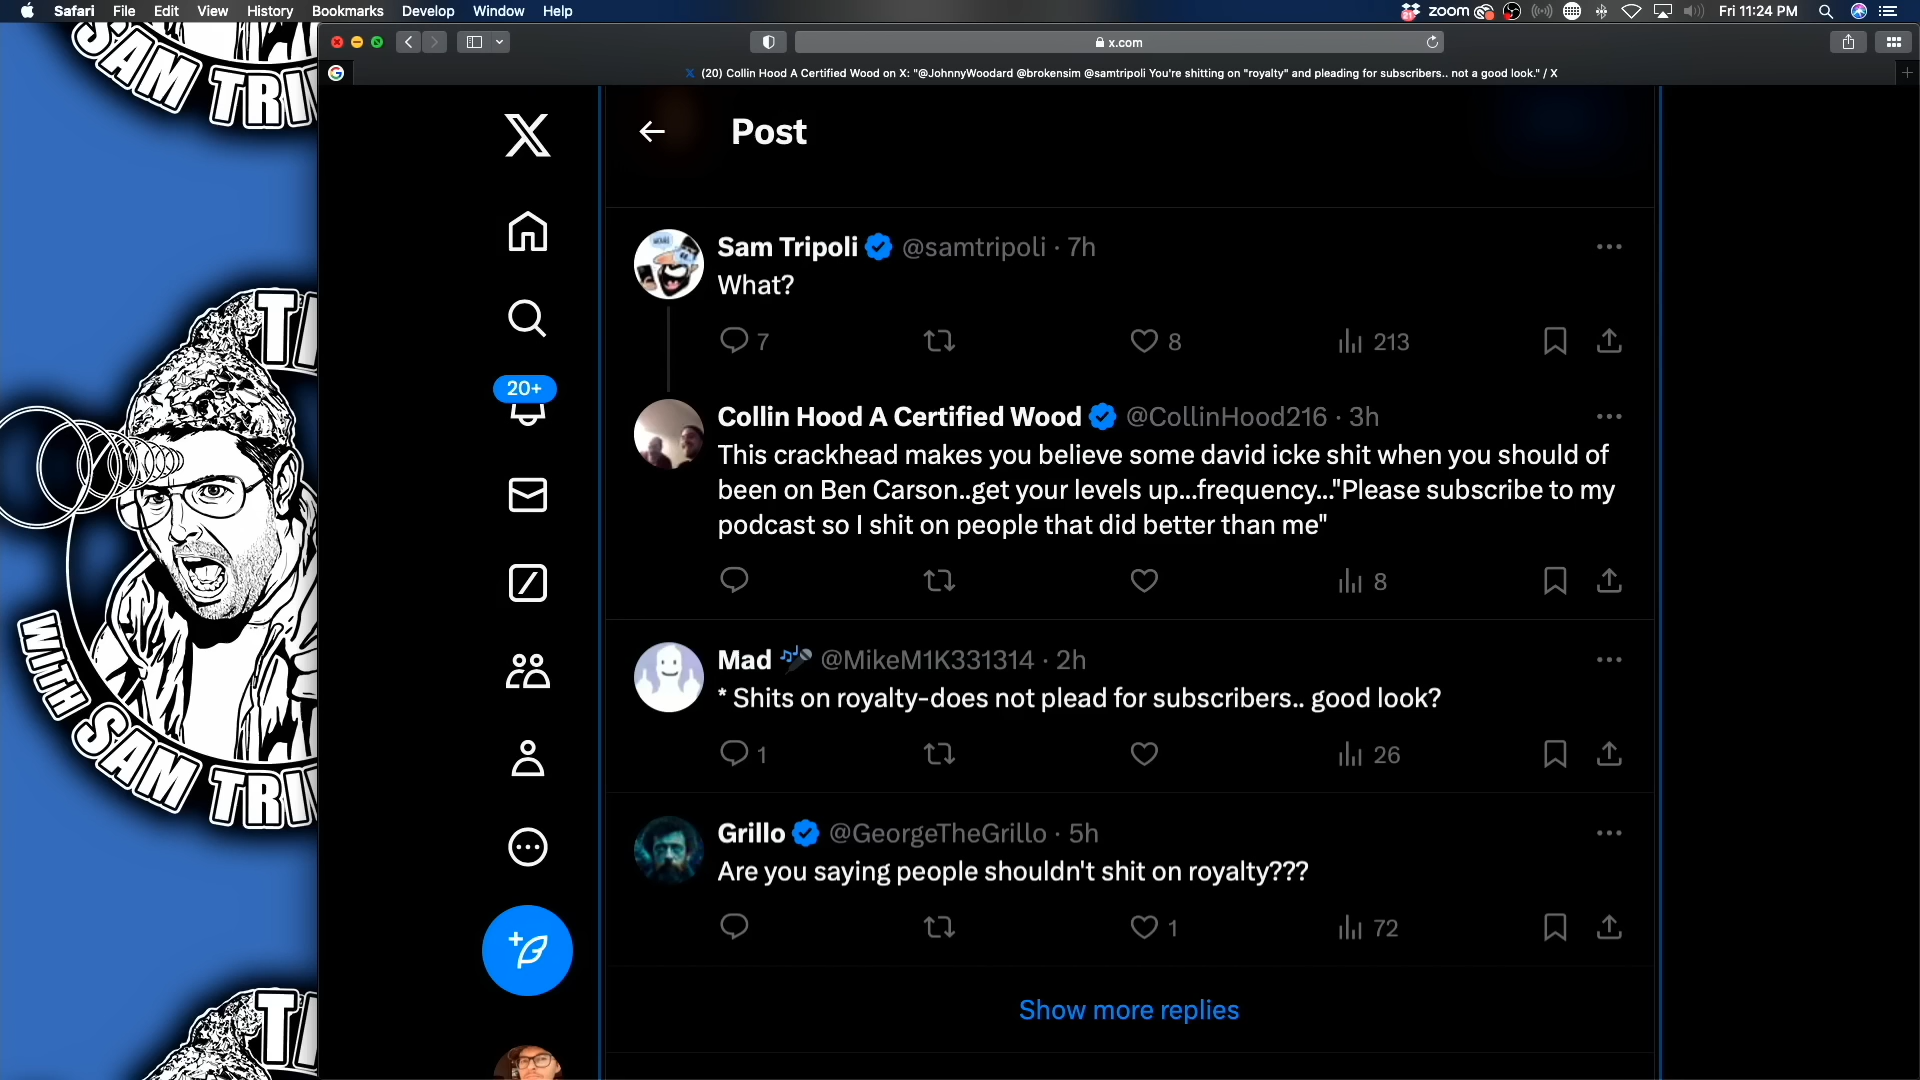 Safari File Edit View History Bookmarks Develop Window Help
zoom Fri 11:24 PM
x.com
(20) Collin Hood A Certified Wood on X: "@JohnnyWoodard @brokensim @samtripoli You're shitting on "royalty" and pleading for subscribers.. not a good look." / X
Post
Sam Tripoli @samtripoli · 7h
What?
7 8 213
20+
Collin Hood A Certified Wood @CollinHood216 · 3h
This crackhead makes you believe some david icke shit when you should of
been on Ben Carson..get your levels up...frequency..."Please subscribe to my
podcast so I shit on people that did better than me"
8
Mad @MikeM1K331314 · 2h
* Shits on royalty-does not plead for subscribers.. good look?
1 26
Grillo @GeorgeTheGrillo · 5h
Are you saying people shouldn't shit on royalty???
1 72
Show more replies
SAM TRI
TI
WITH SAM TRI
TI